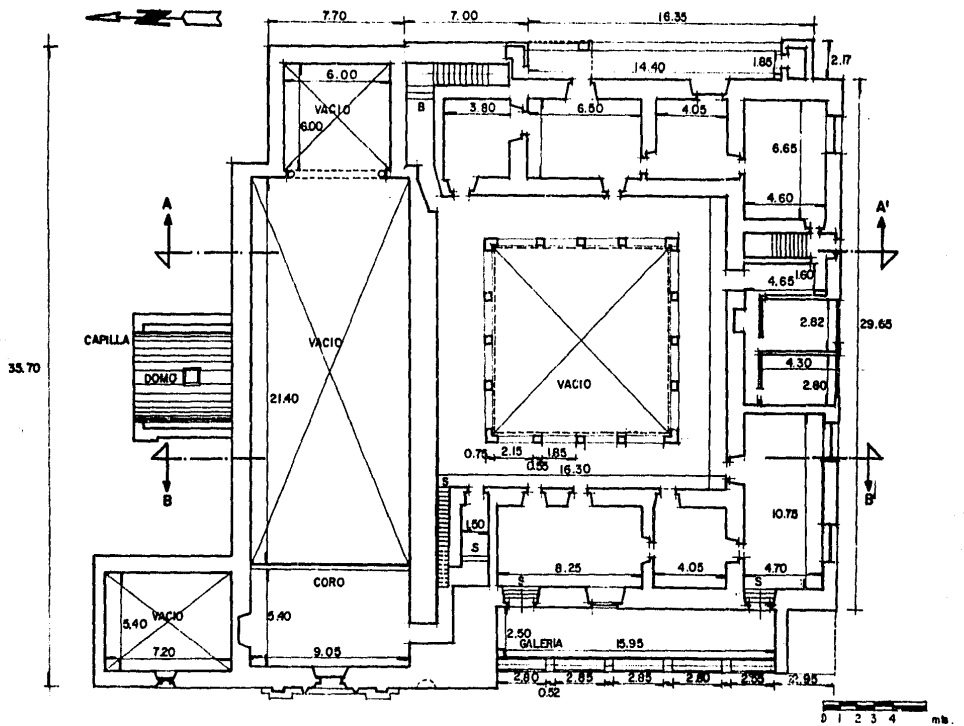 7.70 7.00 16.35
2.17
1.85
14.40
6.00
VACIO
6.00
B
3.80 6.50 4.05
6.65
4.60
A A'
1.60
4.65
29.65
CAPILLA
2.82
DOMO
VACIO
4.30
35.70
21.40
VACIO
2.80
0.75 2.15 1.85
0.55
16.30
B B'
S
1.50
10.75
S
8.25 4.05 4.70
CORO
S S
VACIO
5.40
5.40
2.50
GALERIA 15.95
7.20
9.05
2.80 2.85 2.85 2.80
0.52
0 1 2 3 4 mts.